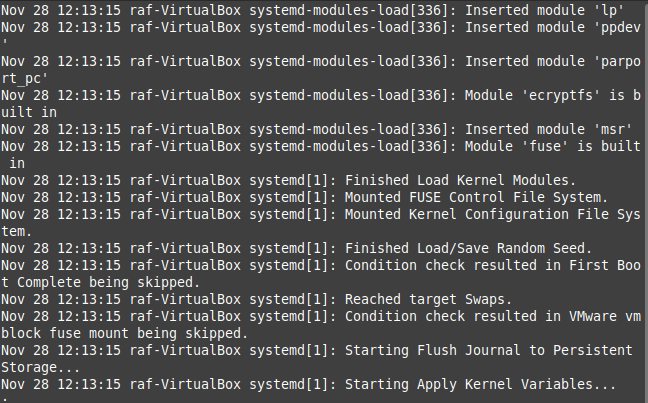 Nov 28 12:13:15 raf-VirtualBox systemd-modules-load[336]: Inserted module 'lp'
Nov 28 12:13:15 raf-VirtualBox systemd-modules-load[336]: Inserted module 'ppdev
'
Nov 28 12:13:15 raf-VirtualBox systemd-modules-load[336]: Inserted module 'parpo
rt_pc'
Nov 28 12:13:15 raf-VirtualBox systemd-modules-load[336]: Module 'ecryptfs' is b
uilt in
Nov 28 12:13:15 raf-VirtualBox systemd-modules-load[336]: Inserted module 'msr'
Nov 28 12:13:15 raf-VirtualBox systemd-modules-load[336]: Module 'fuse' is built
 in
Nov 28 12:13:15 raf-VirtualBox systemd[1]: Finished Load Kernel Modules.
Nov 28 12:13:15 raf-VirtualBox systemd[1]: Mounted FUSE Control File System.
Nov 28 12:13:15 raf-VirtualBox systemd[1]: Mounted Kernel Configuration File Sys
tem.
Nov 28 12:13:15 raf-VirtualBox systemd[1]: Finished Load/Save Random Seed.
Nov 28 12:13:15 raf-VirtualBox systemd[1]: Condition check resulted in First Boo
t Complete being skipped.
Nov 28 12:13:15 raf-VirtualBox systemd[1]: Reached target Swaps.
Nov 28 12:13:15 raf-VirtualBox systemd[1]: Condition check resulted in VMware vm
block fuse mount being skipped.
Nov 28 12:13:15 raf-VirtualBox systemd[1]: Starting Flush Journal to Persistent
Storage...
Nov 28 12:13:15 raf-VirtualBox systemd[1]: Starting Apply Kernel Variables...